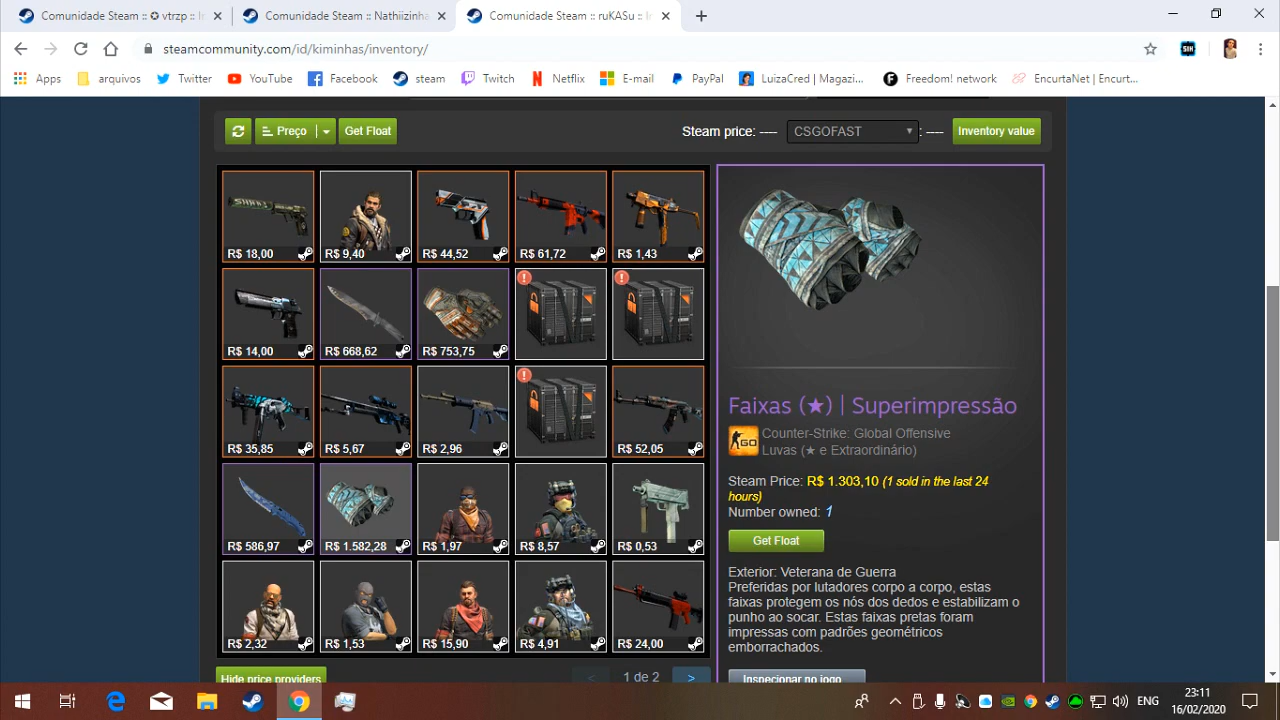 Comunidade Steam :: ✪ vtrzp :: I
Comunidade Steam :: Nathiizinha
Comunidade Steam :: ruKASu :: In
steamcommunity.com/id/kiminhas/inventory/
SIH
Apps
arquivos
Twitter
YouTube
Facebook
steam
Twitch
Netflix
E-mail
PayPal
LuizaCred | Magazi...
Freedom! network
EncurtaNet | Encurt...
Preço
Get Float
Steam price: ----
CSGOFAST
: ----
Inventory value
R$ 18,00
R$ 9,40
R$ 44,52
R$ 61,72
R$ 1,43
R$ 14,00
R$ 668,62
R$ 753,75
R$ 35,85
R$ 5,67
R$ 2,96
R$ 52,05
R$ 586,97
R$ 1.582,28
R$ 1,97
R$ 8,57
R$ 0,53
R$ 2,32
R$ 1,53
R$ 15,90
R$ 4,91
R$ 24,00
Hide price providers
<
1 de 2
>
Faixas (★) | Superimpressão
Counter-Strike: Global Offensive
Luvas (★ e Extraordinário)
Steam Price: R$ 1.303,10 (1 sold in the last 24
hours)
Number owned: 1
Get Float
Exterior: Veterana de Guerra
Preferidas por lutadores corpo a corpo, estas
faixas protegem os nós dos dedos e estabilizam o
punho ao socar. Estas faixas pretas foram
impressas com padrões geométricos
emborrachados.
Inspecionar no jogo
ENG
23:11
16/02/2020